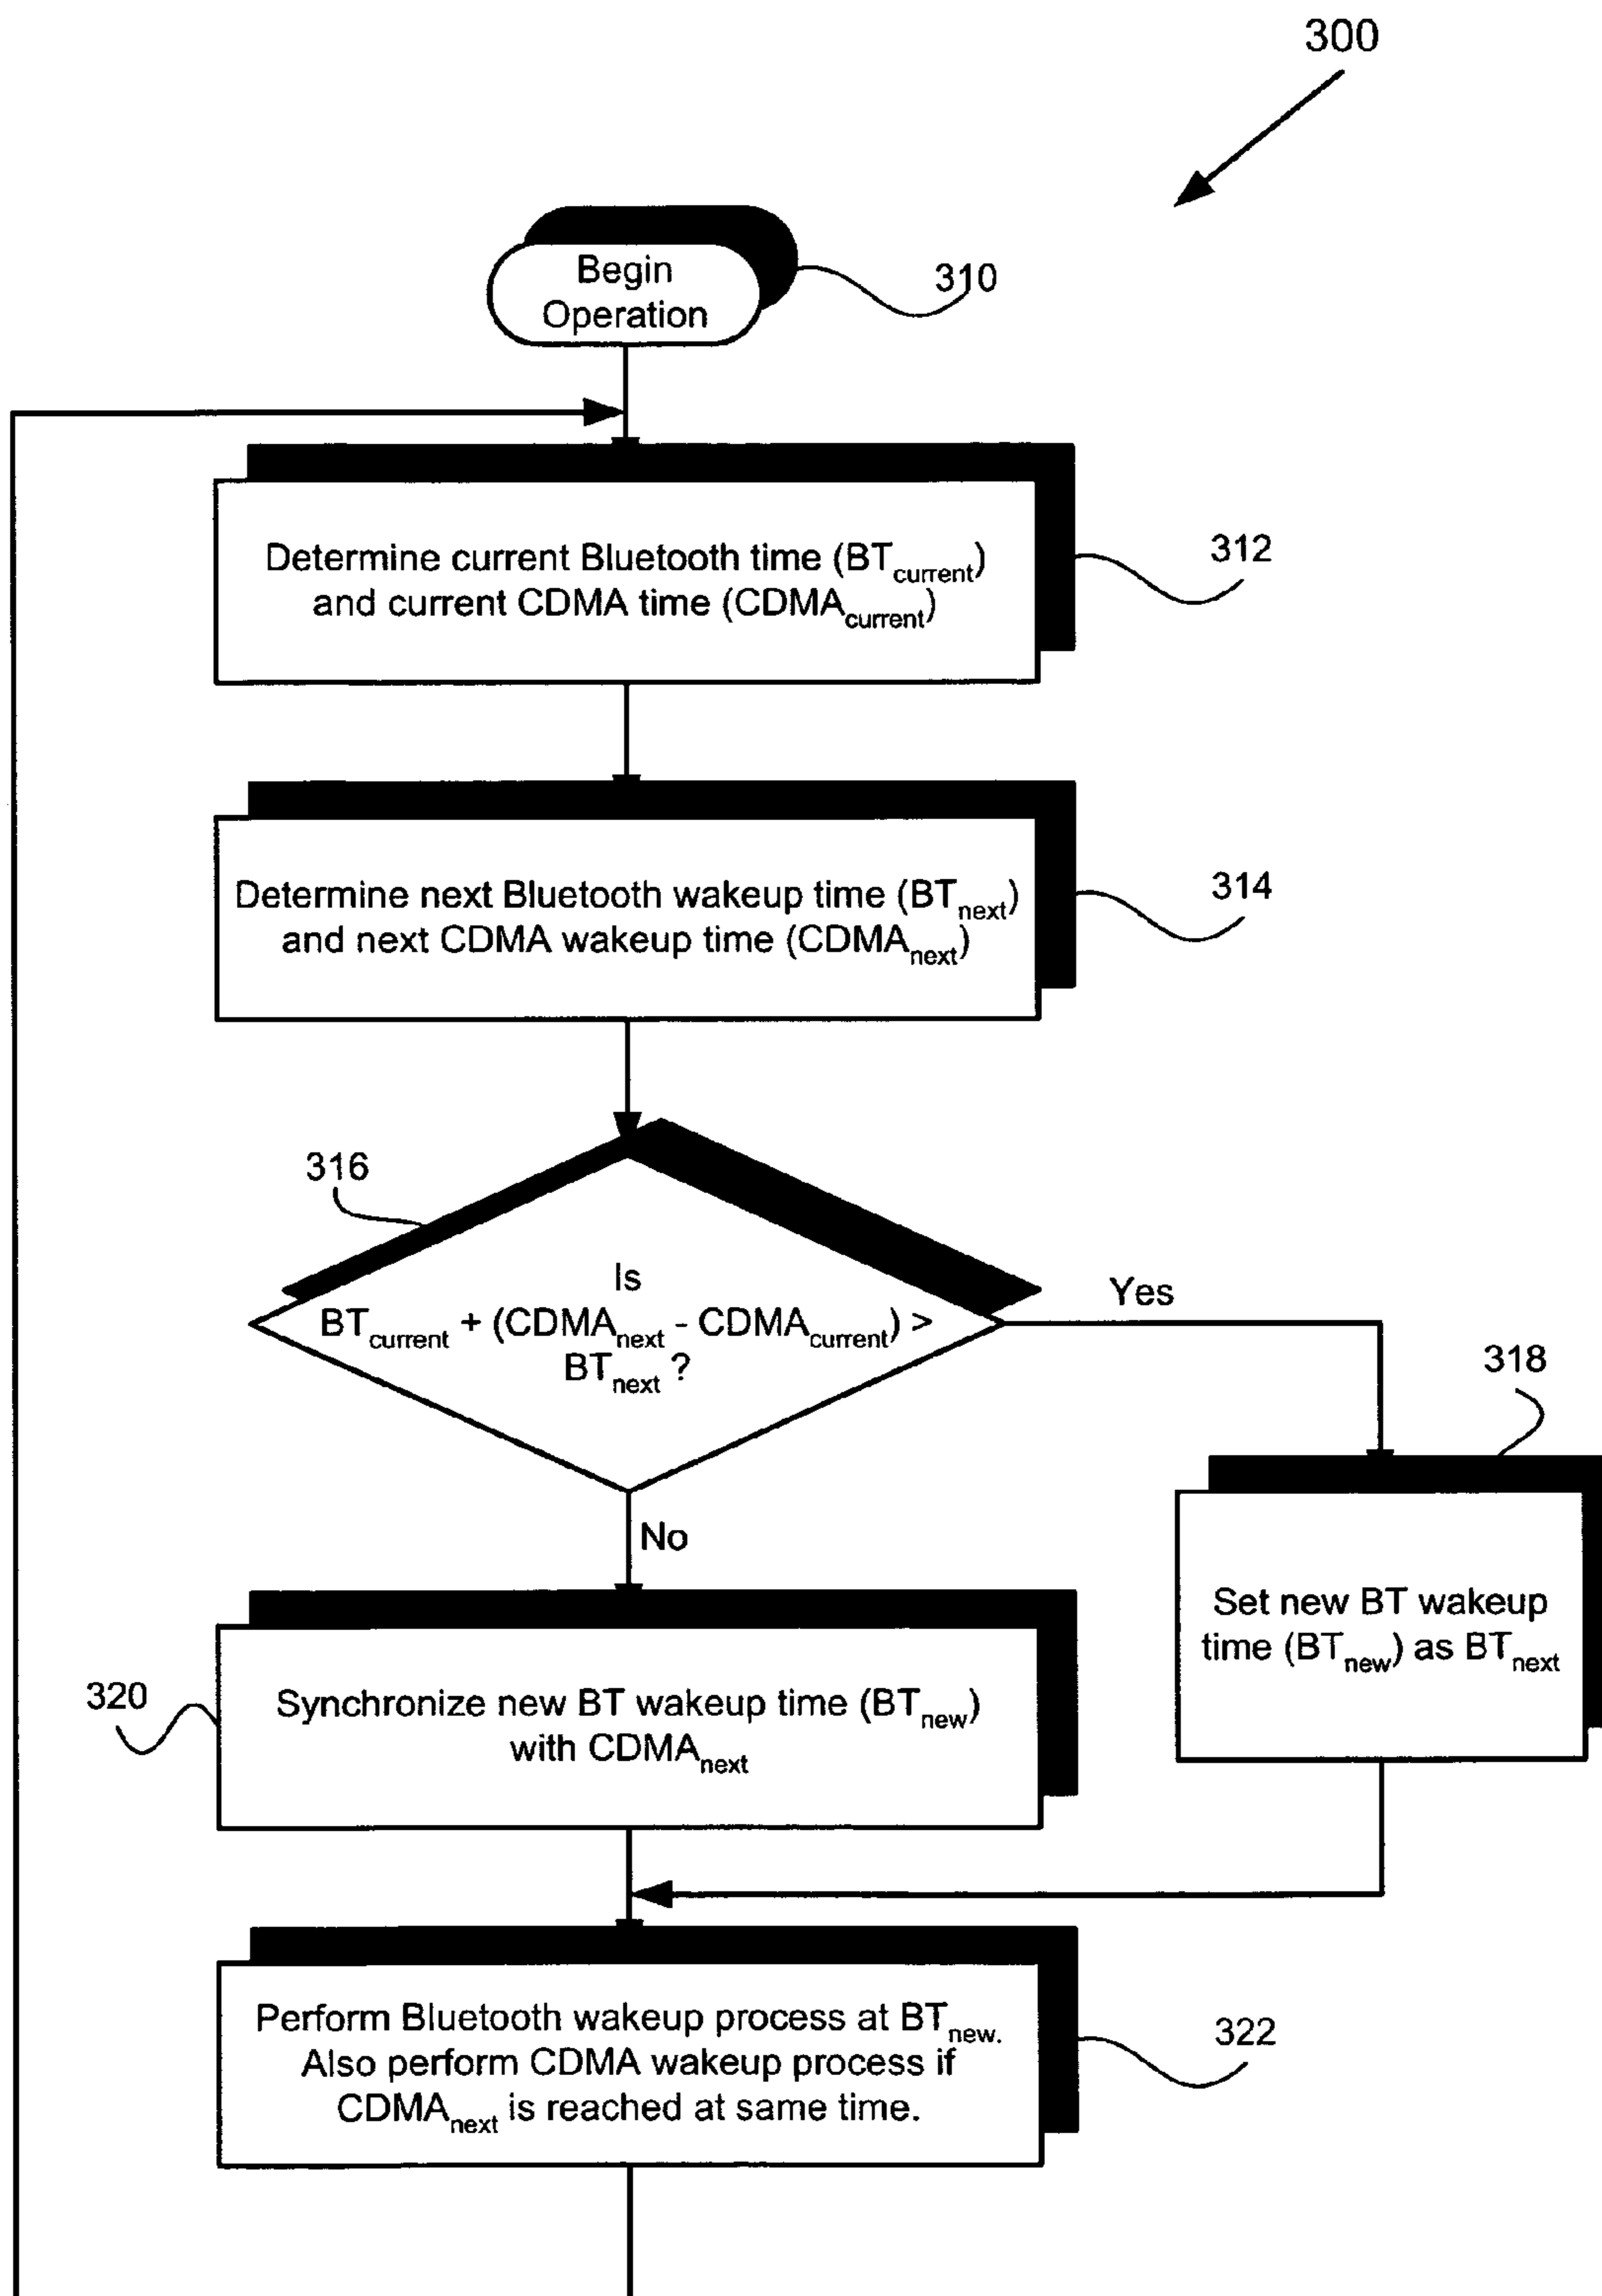 300
Begin
Operation
310
Determine current Bluetooth time (BTcurrent)
and current CDMA time (CDMAcurrent)
312
Determine next Bluetooth wakeup time (BTnext)
and next CDMA wakeup time (CDMAnext)
314
316
Is
BTcurrent + (CDMAnext - CDMAcurrent) >
BTnext ?
Yes
318
No
Set new BT wakeup
time (BTnew) as BTnext
320
Synchronize new BT wakeup time (BTnew)
with CDMAnext
Perform Bluetooth wakeup process at BTnew.
Also perform CDMA wakeup process if
CDMAnext is reached at same time.
322